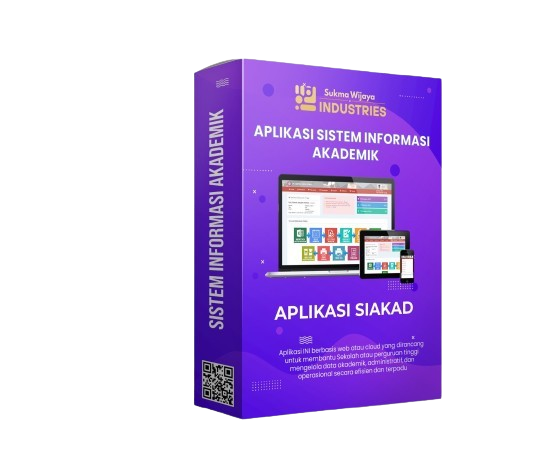 Sukma Wijaya
INDUSTRIES
APLIKASI SISTEM INFORMASI
AKADEMIK
SISTEM INFORMASI AKADEMIK
APLIKASI SIAKAD
Aplikasi INI berbasis web atau cloud yang dirancang
untuk membantu Sekolah atau perguruan tinggi
mengelola data akademik, administratif, dan
operasional secara efisien dan terpadu